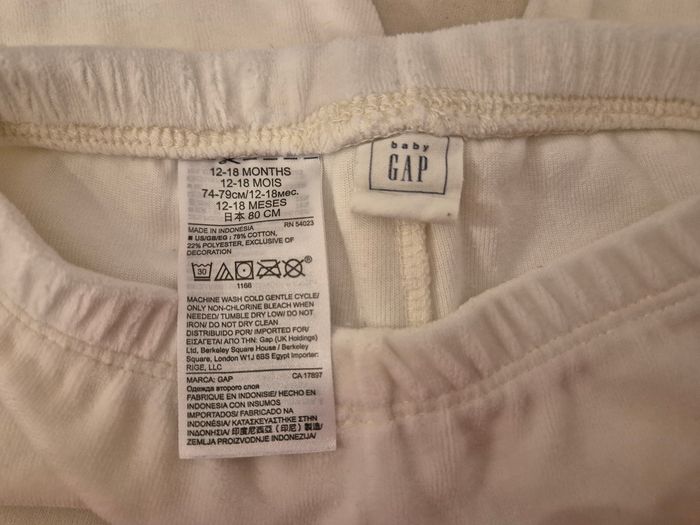 12-18 MONTHS
12-18 MOIS
74-79см/12-18мес.
12-18 MESES
日本 80 CM
MADE IN INDONESIA RN 54023
■ US/GB/EG : 78% COTTON,
22% POLYESTER, EXCLUSIVE OF
DECORATION
30
1166
MACHINE WASH COLD GENTLE CYCLE/
ONLY NON-CHLORINE BLEACH WHEN
NEEDED/ TUMBLE DRY LOW/ DO NOT
IRON/ DO NOT DRY CLEAN
DISTRIBUIDO POR/ IMPORTED FOR/
ΕΙΣΑΓΕΤΑΙ ΑΠΟ ΤΗΝ: Gap (UK Holdings)
Ltd, Berkeley Square House / Berkeley
Square, London W1J 6BS Egypt Importer:
RIGE, LLC
MARCA: GAP CA 17897
Одежда второго слоя
FABRIQUE EN INDONISIE/ HECHO EN
INDONESIA CON INSUMOS
IMPORTADOS/ FABRICADO NA
INDONÉSIA/ ΚΑΤΑΣΚΕΥΑΣΤΗΚΕ ΣΤΗΝ
ΙΝΔΟΝΗΣΙΑ/ 印度尼西亚（印尼）製造/
ZEMLJA PROIZVODNJE INDONEZIJA/
baby
GAP